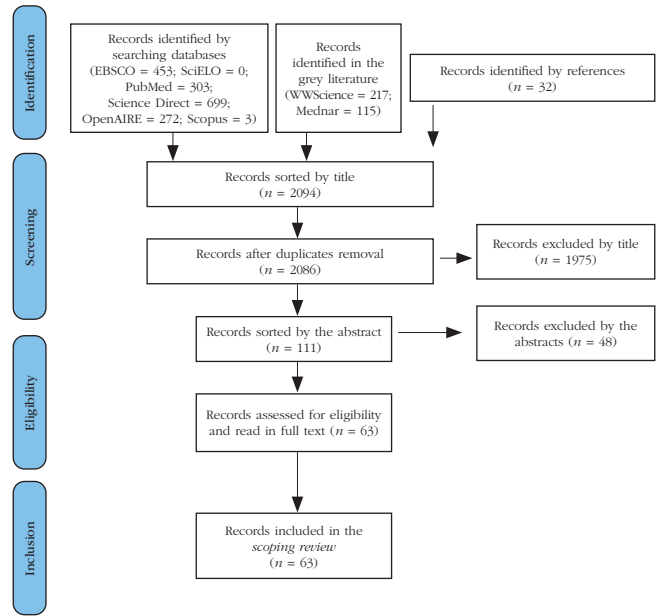 Identification
Records identified by
searching databases
(EBSCO = 453; SciELO = 0;
PubMed = 303;
Science Direct = 699;
OpenAIRE = 272; Scopus = 3)
Records
identified in the
grey literature
(WWScience = 217;
Mednar = 115)
Records identified by references
(n = 32)
Screening
Records sorted by title
(n = 2094)
Records after duplicates removal
(n = 2086)
Records excluded by title
(n = 1975)
Records sorted by the abstract
(n = 111)
Records excluded by the
abstracts (n = 48)
Eligibility
Records assessed for eligibility
and read in full text (n = 63)
Inclusion
Records included in the
scoping review
(n = 63)